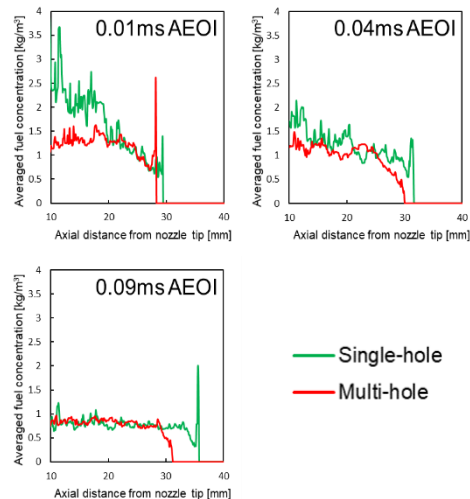 0.01ms AEOI
Averaged fuel concentration [kg/m³]
4
3.5
3
2.5
2
1.5
1
0.5
0
10 20 30 40
Axial distance from nozzle tip [mm]
0.04ms AEOI
Averaged fuel concentration [kg/m³]
4
3.5
3
2.5
2
1.5
1
0.5
0
10 20 30 40
Axial distance from nozzle tip [mm]
0.09ms AEOI
Averaged fuel concentration [kg/m³]
4
3.5
3
2.5
2
1.5
1
0.5
0
10 20 30 40
Axial distance from nozzle tip [mm]
Single-hole
Multi-hole